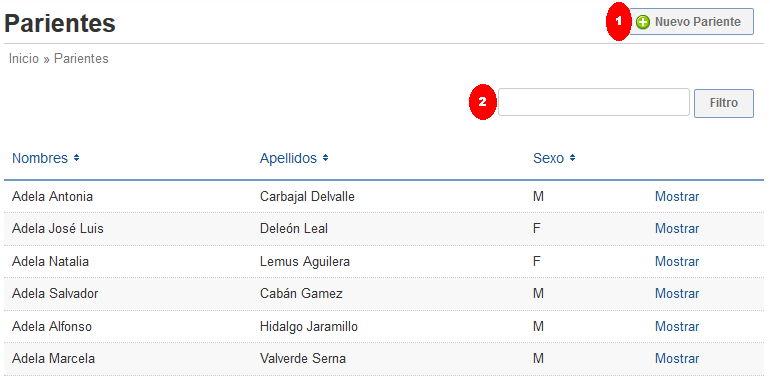 Parientes
1 Nuevo Pariente
Inicio » Parientes
2 Filtro
Nombres Apellidos Sexo
Adela Antonia Carbajal Delvalle M Mostrar
Adela José Luis Deleón Leal F Mostrar
Adela Natalia Lemus Aguilera F Mostrar
Adela Salvador Cabán Gamez M Mostrar
Adela Alfonso Hidalgo Jaramillo M Mostrar
Adela Marcela Valverde Serna M Mostrar